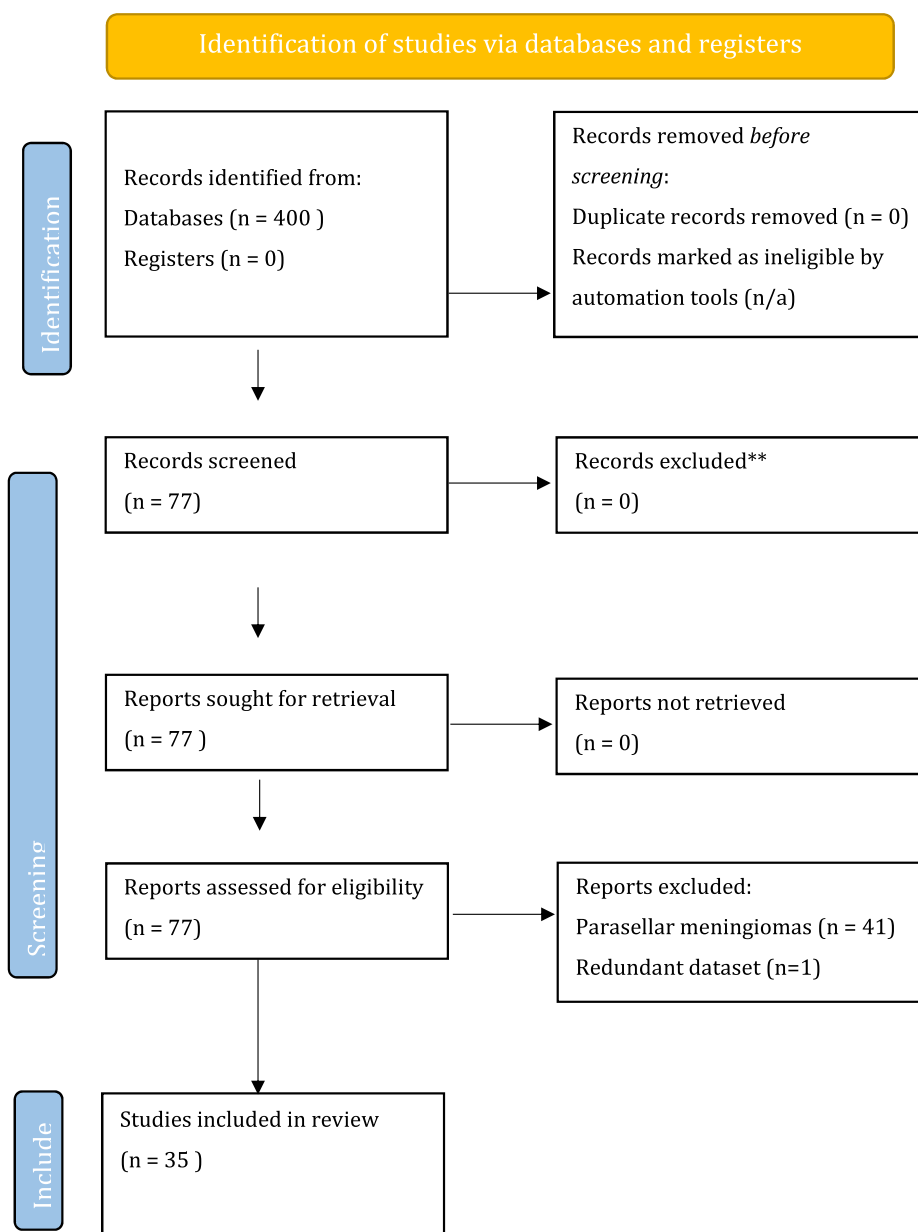 Identification of studies via databases and registers
Identification
Records identified from:
Databases (n = 400 )
Registers (n = 0)
Records removed before
screening:
Duplicate records removed (n = 0)
Records marked as ineligible by
automation tools (n/a)
Screening
Records screened
(n = 77)
Records excluded**
(n = 0)
Reports sought for retrieval
(n = 77 )
Reports not retrieved
(n = 0)
Reports assessed for eligibility
(n = 77)
Reports excluded:
Parasellar meningiomas (n = 41)
Redundant dataset (n=1)
Include
Studies included in review
(n = 35 )